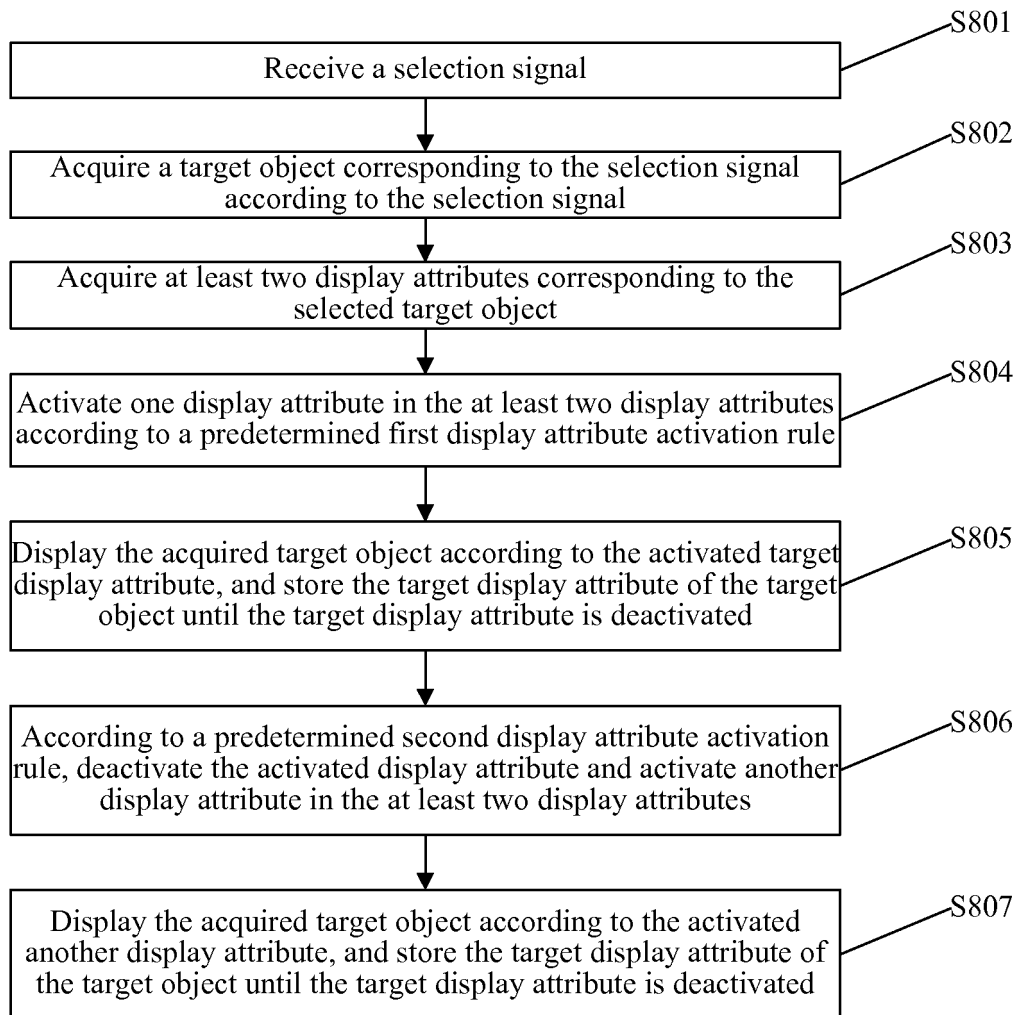 S801
Receive a selection signal
S802
Acquire a target object corresponding to the selection signal
according to the selection signal
S803
Acquire at least two display attributes corresponding to the
selected target object
S804
Activate one display attribute in the at least two display attributes
according to a predetermined first display attribute activation rule
S805
Display the acquired target object according to the activated target
display attribute, and store the target display attribute of the target
object until the target display attribute is deactivated
S806
According to a predetermined second display attribute activation
rule, deactivate the activated display attribute and activate another
display attribute in the at least two display attributes
S807
Display the acquired target object according to the activated
another display attribute, and store the target display attribute of
the target object until the target display attribute is deactivated